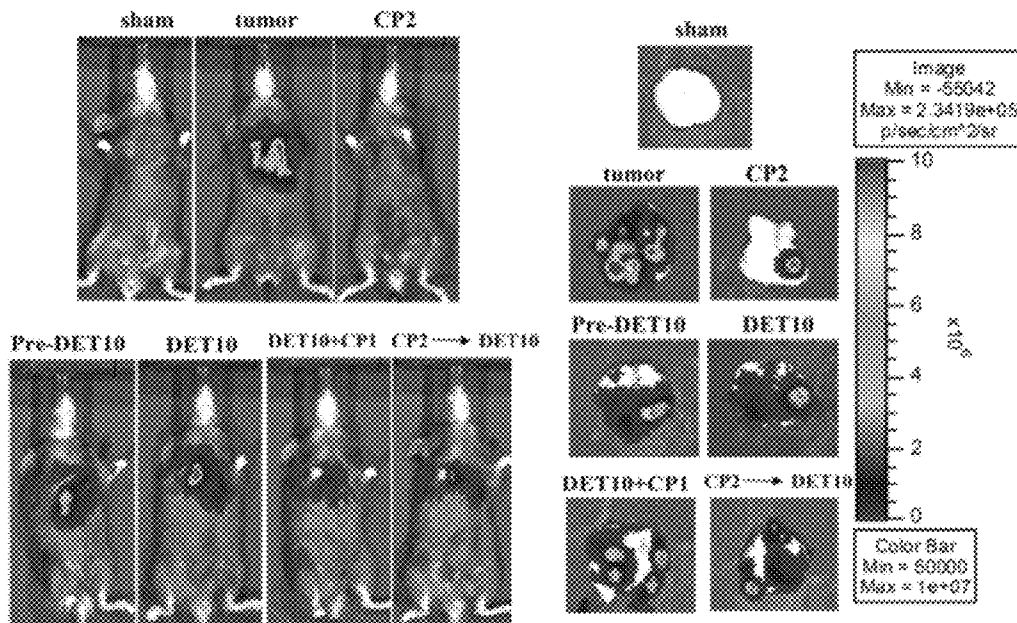 sham tumor CP2
Pre-DET10 DET10 DET10+CP1 CP2 ⟶ DET10
sham
tumor CP2
Pre-DET10 DET10
DET10+CP1 CP2 ⟶ DET10
Image
Min = -55042
Max = 2.3419e+05
p/sec/cm^2/sr
10
8
6
4
2
0
x10^6
Color Bar
Min = 50000
Max = 1e+07